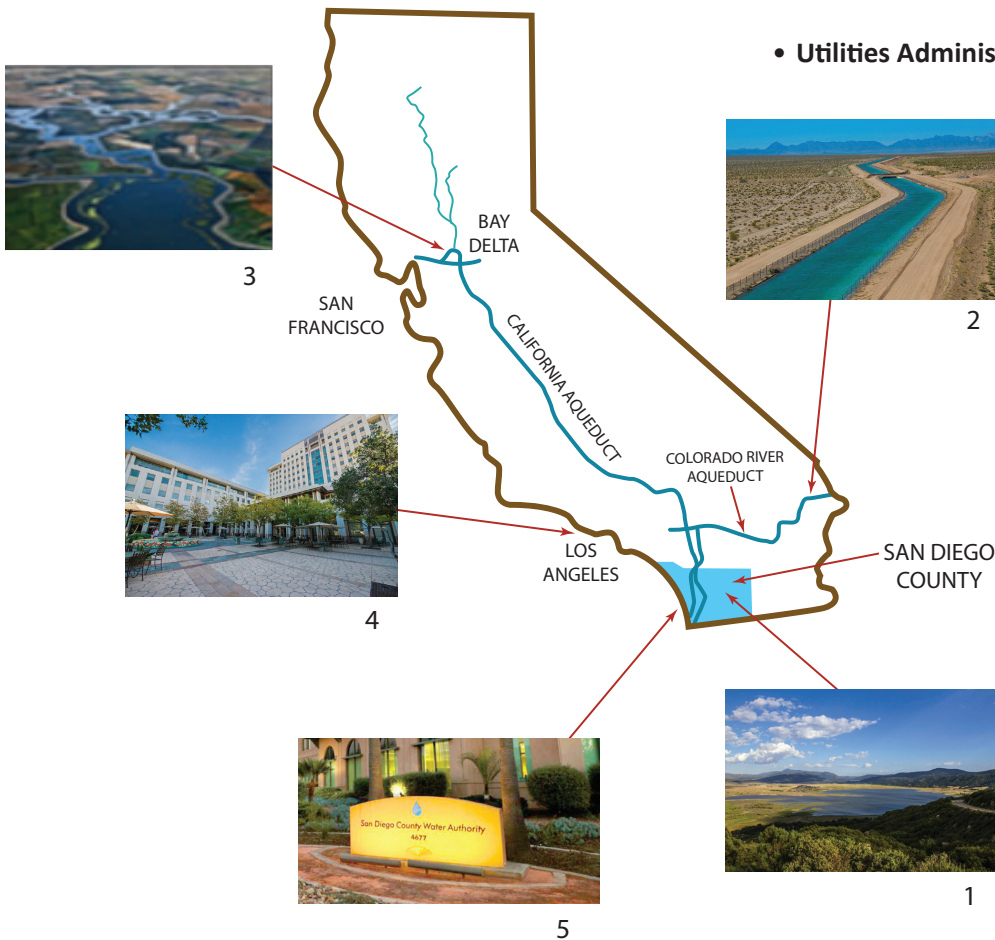 • Utilities Adminis
BAY
DELTA
3
SAN
FRANCISCO
2
CALIFORNIA AQUEDUCT
COLORADO RIVER
AQUEDUCT
LOS
ANGELES
SAN DIEGO
COUNTY
4
San Diego County Water Authority
4677
1
5